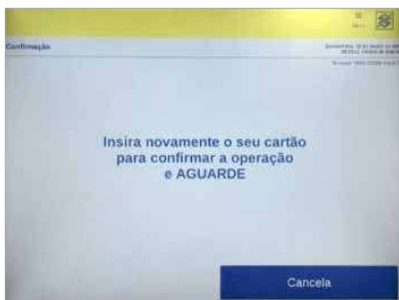 Confirmação
Insira novamente o seu cartão
para confirmar a operação
e AGUARDE
Cancela